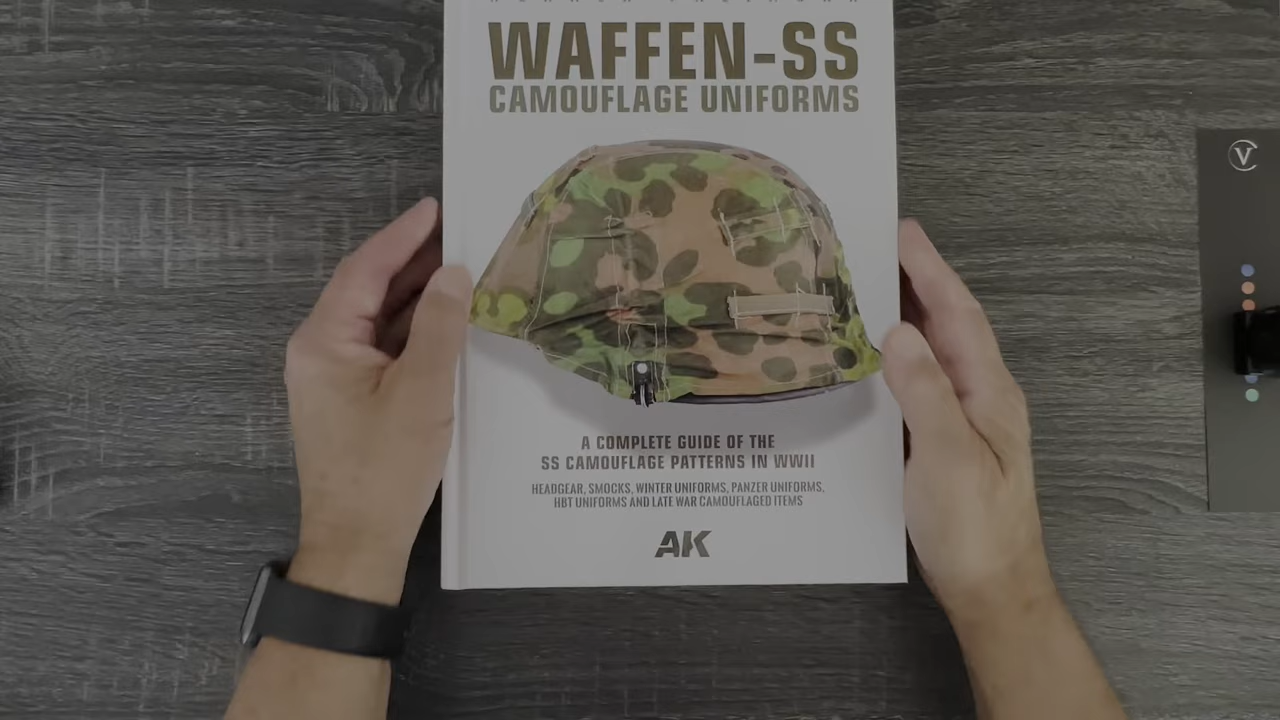 WAFFEN-SS
CAMOUFLAGE UNIFORMS
A COMPLETE GUIDE OF THE
SS CAMOUFLAGE PATTERNS IN WWII
HEADGEAR, SMOCKS, WINTER UNIFORMS, PANZER UNIFORMS,
HBT UNIFORMS AND LATE WAR CAMOUFLAGED ITEMS
AK
V